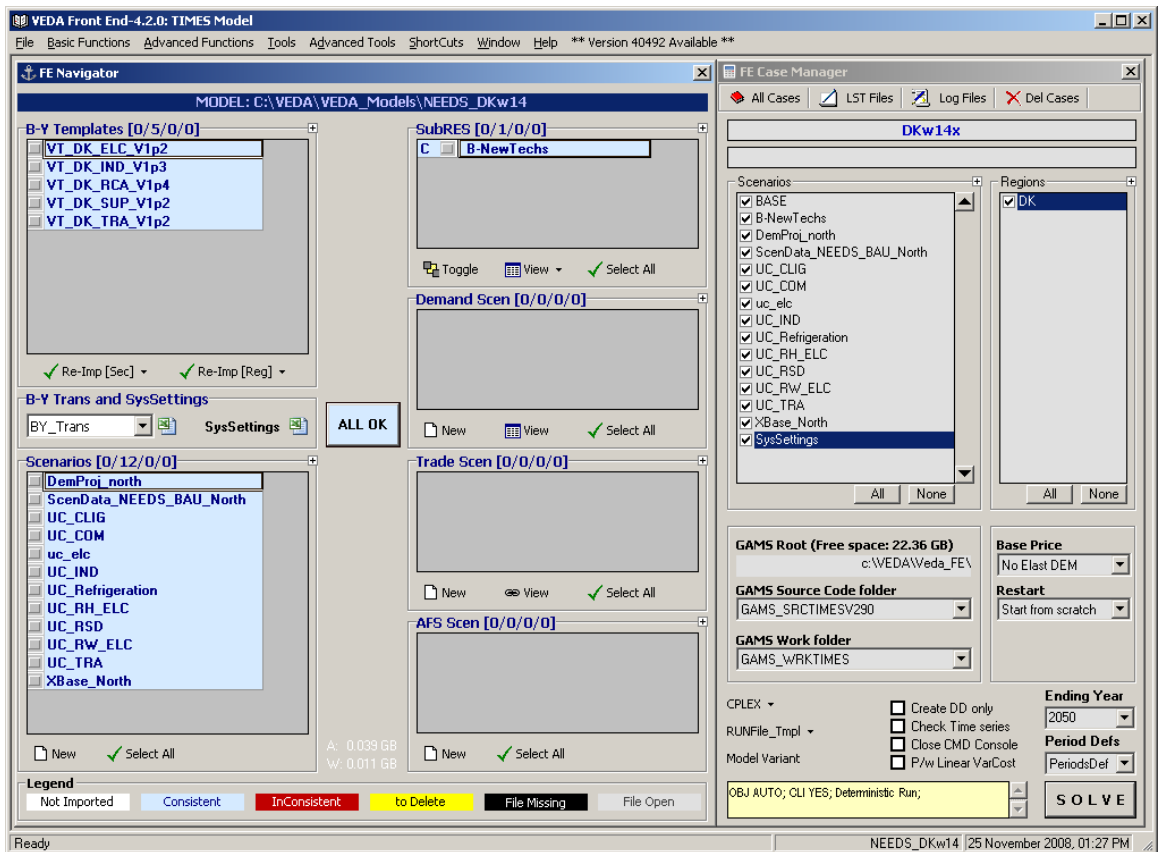 VEDA Front End-4.2.0: TIMES Model
File Basic Functions Advanced Functions Tools Advanced Tools ShortCuts Window Help ** Version 40492 Available **
FE Navigator
MODEL: C:\VEDA\VEDA_Models\NEEDS_DKw14
B-Y Templates [0/5/0/0]
VT_DK_ELC_V1p2
VT_DK_IND_V1p3
VT_DK_RCA_V1p4
VT_DK_SUP_V1p2
VT_DK_TRA_V1p2
Re-Imp [Sec] Re-Imp [Reg]
B-Y Trans and SysSettings
BY_Trans SysSettings
ALL OK
Scenarios [0/12/0/0]
DemProj_north
ScenData_NEEDS_BAU_North
UC_CLIG
UC_COM
uc_elc
UC_IND
UC_Refrigeration
UC_RH_ELC
UC_RSD
UC_RW_ELC
UC_TRA
XBase_North
New Select All
A: 0.039 GB
W: 0.011 GB
SubRES [0/1/0/0]
C B-NewTechs
Toggle View Select All
Demand Scen [0/0/0/0]
New View Select All
Trade Scen [0/0/0/0]
New View Select All
AFS Scen [0/0/0/0]
New Select All
Legend
Not Imported Consistent InConsistent to Delete File Missing File Open
FE Case Manager
All Cases LST Files Log Files Del Cases
DKw14x
Scenarios
BASE
B-NewTechs
DemProj_north
ScenData_NEEDS_BAU_North
UC_CLIG
UC_COM
uc_elc
UC_IND
UC_Refrigeration
UC_RH_ELC
UC_RSD
UC_RW_ELC
UC_TRA
XBase_North
SysSettings
All None
Regions
DK
All None
GAMS Root (Free space: 22.36 GB)
c:\VEDA\Veda_FE\
GAMS Source Code folder
GAMS_SRCTIMESV290
GAMS Work folder
GAMS_WRKTIMES
Base Price
No Elast DEM
Restart
Start from scratch
CPLEX
RUNFile_Tmpl
Model Variant
Create DD only
Check Time series
Close CMD Console
P/w Linear VarCost
Ending Year
2050
Period Defs
PeriodsDef
OBJ AUTO; CLI YES; Deterministic Run;
SOLVE
Ready NEEDS_DKw14 25 November 2008, 01:27 PM